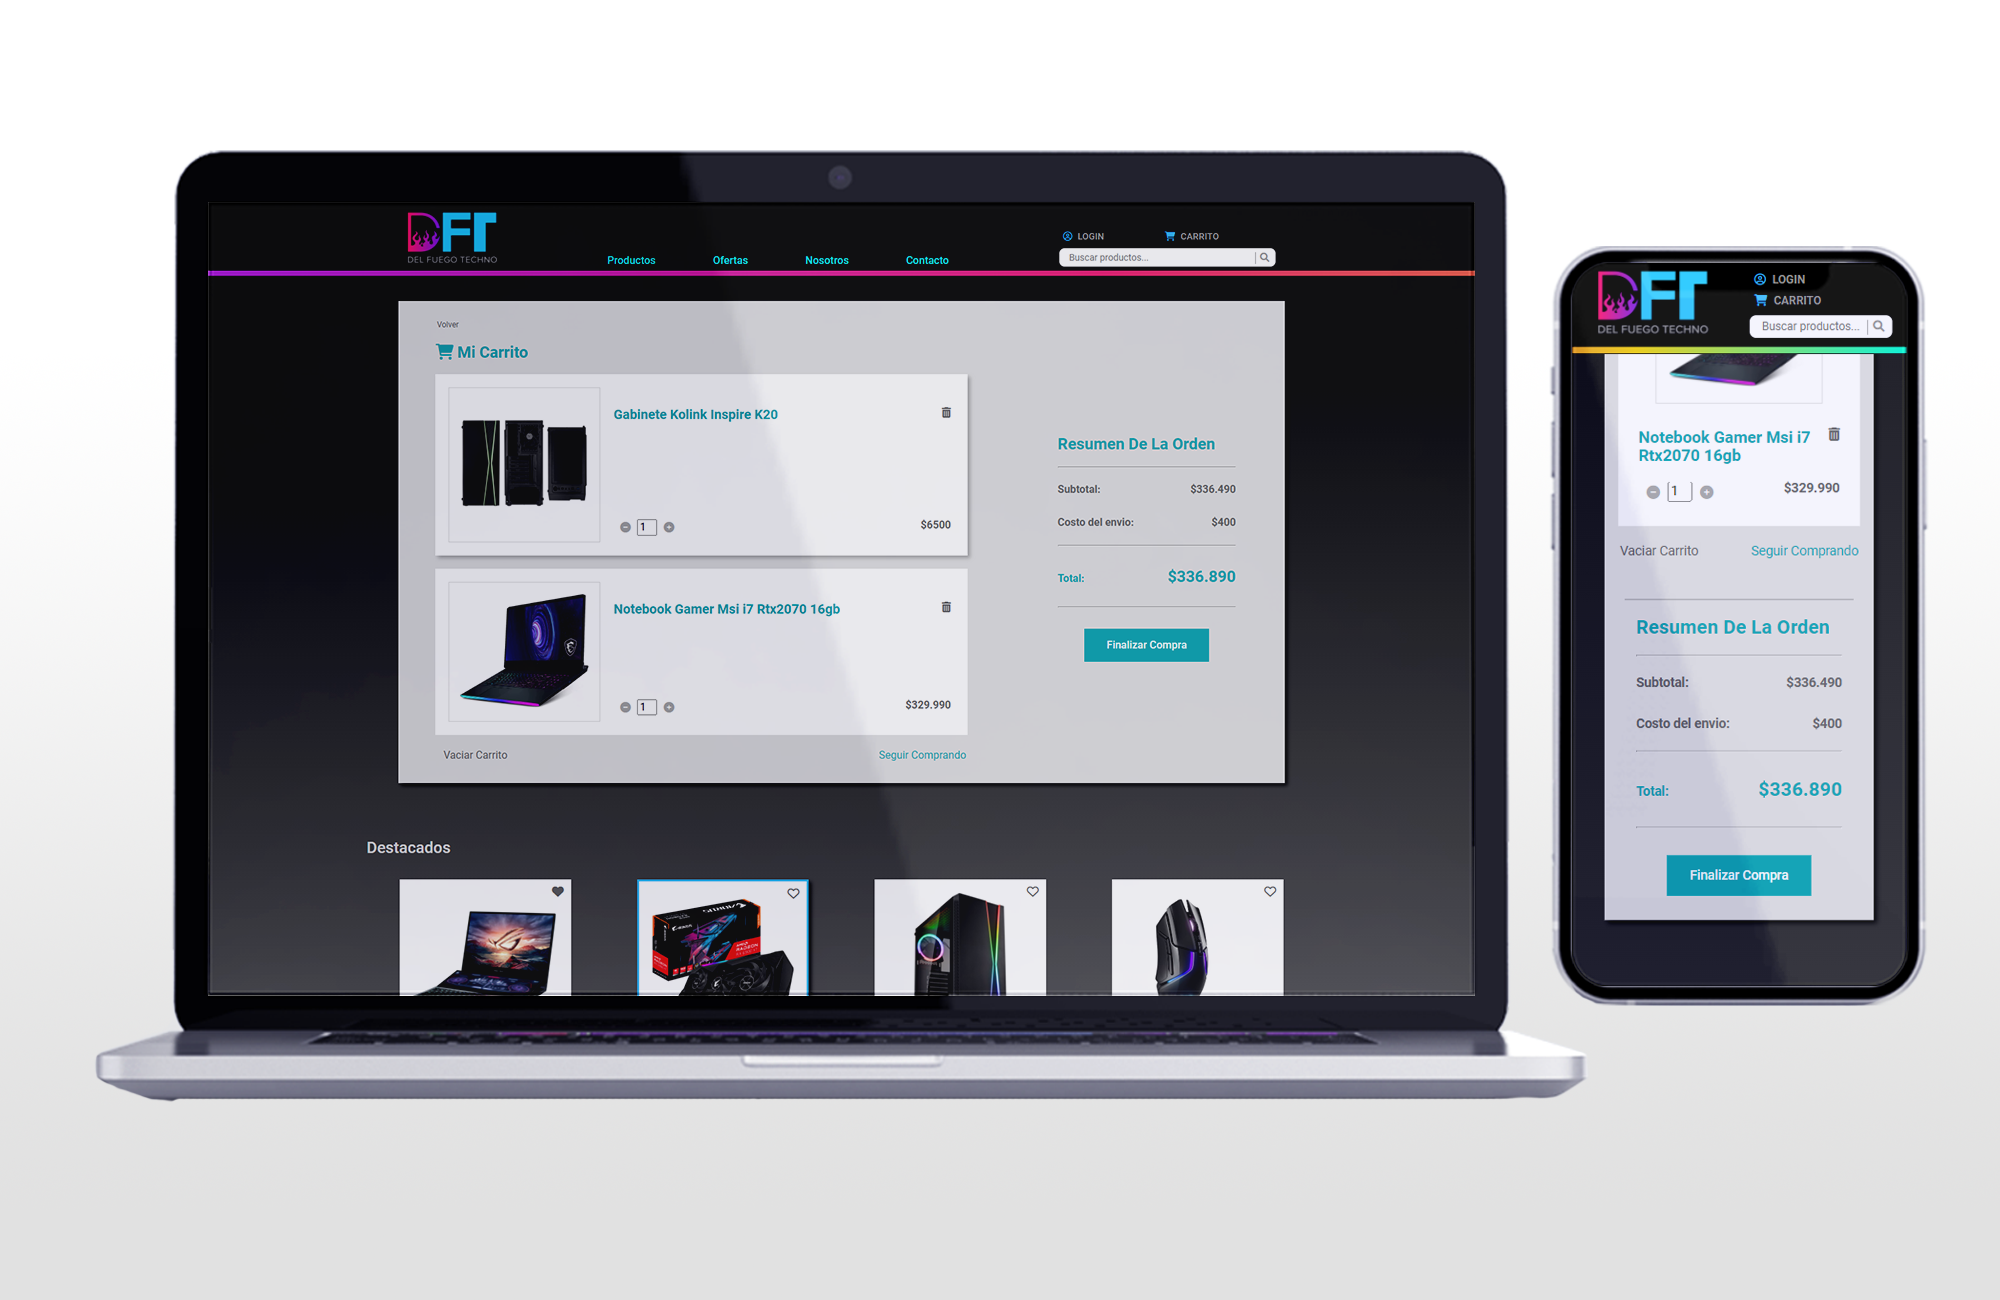 DFT
DEL FUEGO TECHNO
Productos
Ofertas
Nosotros
Contacto
LOGIN
CARRITO
Buscar productos...
Volver
Mi Carrito
Gabinete Kolink Inspire K20
1
$6500
Notebook Gamer Msi i7 Rtx2070 16gb
1
$329.990
Vaciar Carrito
Seguir Comprando
Resumen De La Orden
Subtotal: $336.490
Costo del envio: $400
Total: $336.890
Finalizar Compra
Destacados
AORUS
RADEON
DFT
DEL FUEGO TECHNO
LOGIN
CARRITO
Buscar productos...
Notebook Gamer Msi i7
Rtx2070 16gb
1
$329.990
Vaciar Carrito
Seguir Comprando
Resumen De La Orden
Subtotal: $336.490
Costo del envio: $400
Total: $336.890
Finalizar Compra